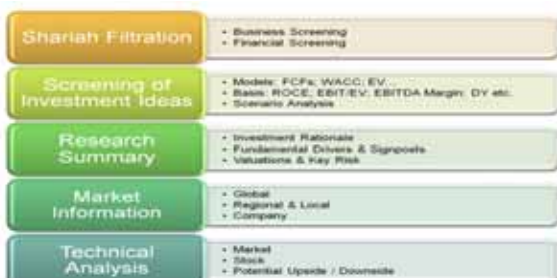 Shariah Filtration
• Business Screening
• Financial Screening
Screening of
Investment Ideas
• Models: FCFs; WACC; EV...
• Basis: ROCE; EBIT/EV; EBITDA Margin; DY etc.
• Scenario Analysis
Research
Summary
• Investment Rationale
• Fundamental Drivers & Signposts
• Valuations & Key Risk
Market
Information
• Global
• Regional & Local
• Company
Technical
Analysis
• Market
• Stock
• Potential Upside / Downside